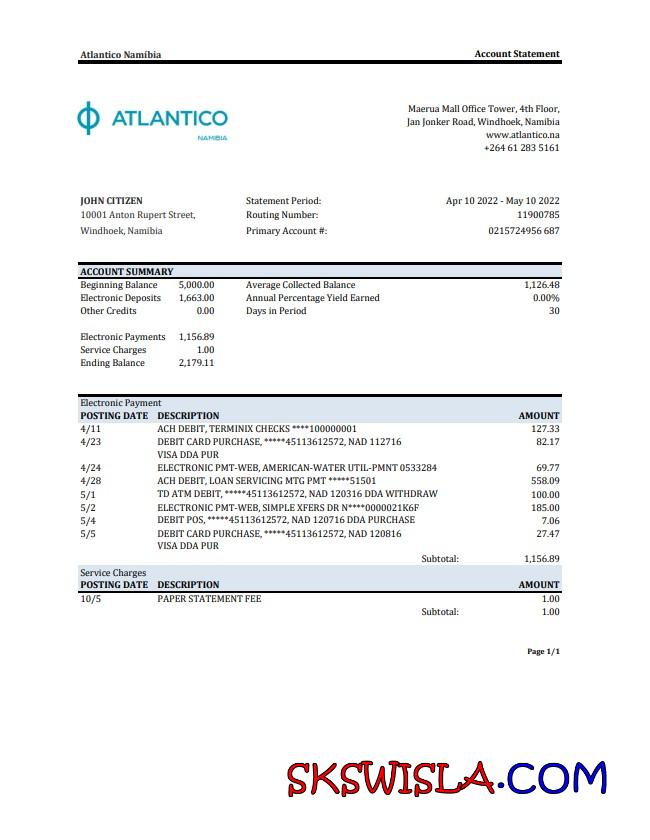 Atlantico Namíbia Account Statement
ATLANTICO
NAMIBIA
Maerua Mall Office Tower, 4th Floor,
Jan Jonker Road, Windhoek, Namibia
www.atlantico.na
+264 61 283 5161
JOHN CITIZEN Statement Period: Apr 10 2022 - May 10 2022
10001 Anton Rupert Street, Routing Number: 11900785
Windhoek, Namibia Primary Account #: 0215724956 687
ACCOUNT SUMMARY
Beginning Balance 5,000.00 Average Collected Balance 1,126.48
Electronic Deposits 1,663.00 Annual Percentage Yield Earned 0.00%
Other Credits 0.00 Days in Period 30
Electronic Payments 1,156.89
Service Charges 1.00
Ending Balance 2,179.11
Electronic Payment
POSTING DATE DESCRIPTION AMOUNT
4/11 ACH DEBIT, TERMINIX CHECKS ****100000001 127.33
4/23 DEBIT CARD PURCHASE, *****45113612572, NAD 112716 82.17
VISA DDA PUR
4/24 ELECTRONIC PMT-WEB, AMERICAN-WATER UTIL-PMNT 0533284 69.77
4/28 ACH DEBIT, LOAN SERVICING MTG PMT *****51501 558.09
5/1 TD ATM DEBIT, *****45113612572, NAD 120316 DDA WITHDRAW 100.00
5/2 ELECTRONIC PMT-WEB, SIMPLE XFERS DR N****0000021K6F 185.00
5/4 DEBIT POS, *****45113612572, NAD 120716 DDA PURCHASE 7.06
5/5 DEBIT CARD PURCHASE, *****45113612572, NAD 120816 27.47
VISA DDA PUR
Subtotal: 1,156.89
Service Charges
POSTING DATE DESCRIPTION AMOUNT
10/5 PAPER STATEMENT FEE 1.00
Subtotal: 1.00
Page 1/1
SKSWISLA.COM